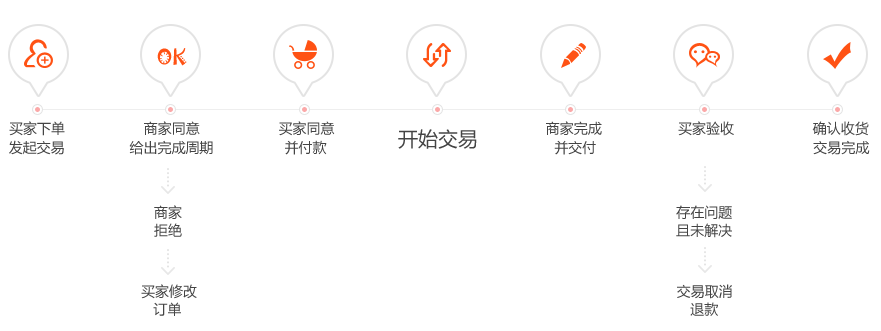 OK
买家下单
发起交易
商家同意
给出完成周期
买家同意
并付款
开始交易
商家完成
并交付
买家验收
确认收货
交易完成
商家
拒绝
存在问题
且未解决
买家修改
订单
交易取消
退款